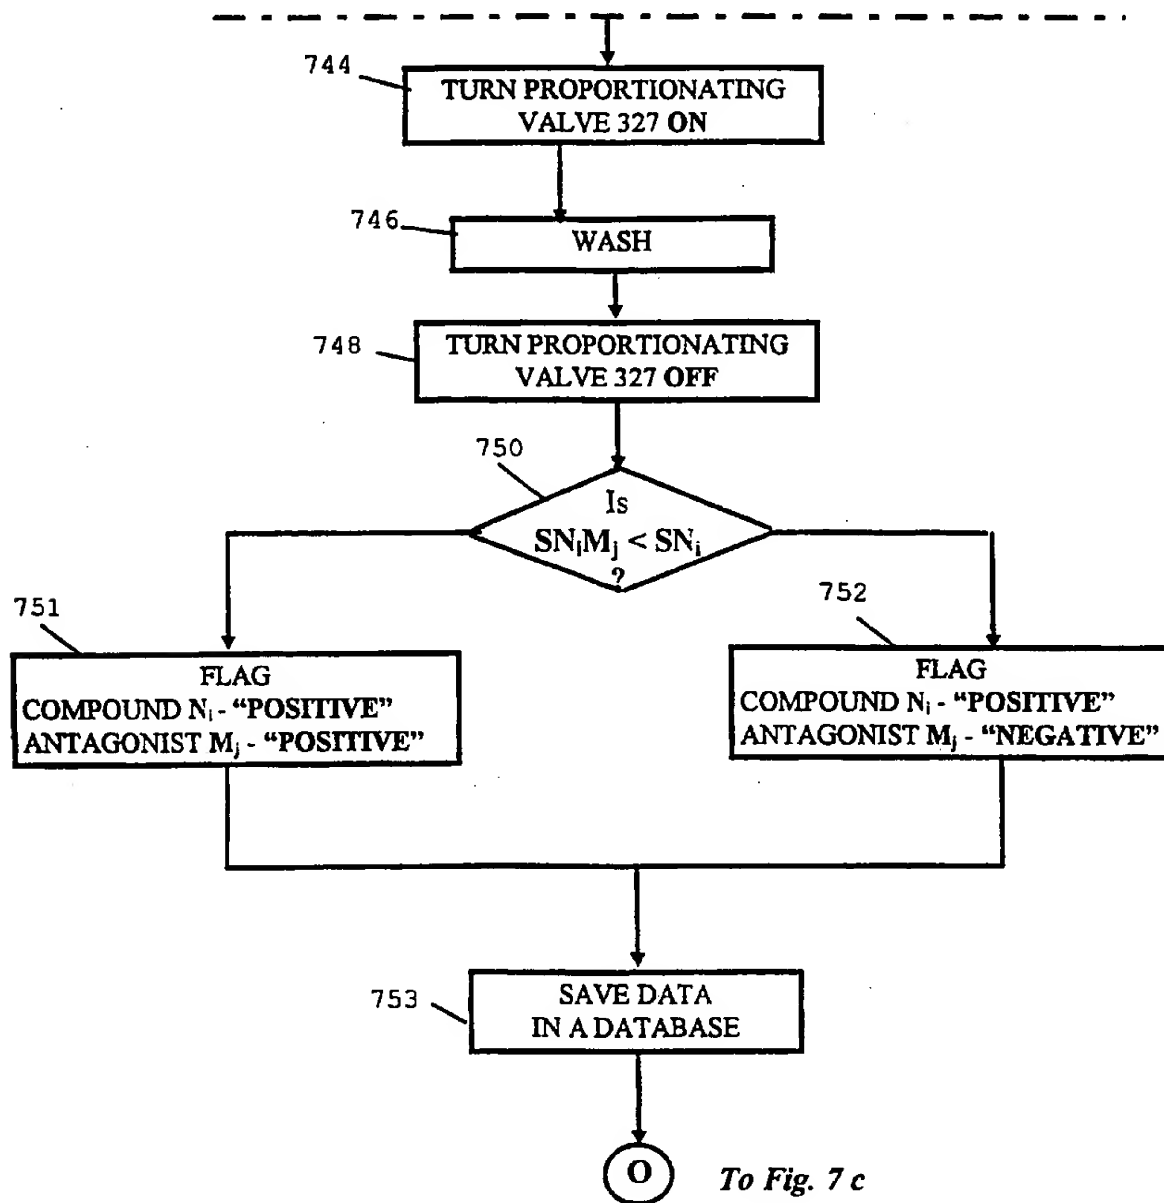 744
TURN PROPORTIONATING
VALVE 327 ON
746
WASH
748
TURN PROPORTIONATING
VALVE 327 OFF
750
Is
SNᵢMⱼ < SNᵢ
?
751
FLAG
COMPOUND Nᵢ - “POSITIVE”
ANTAGONIST Mⱼ - “POSITIVE”
752
FLAG
COMPOUND Nᵢ - “POSITIVE”
ANTAGONIST Mⱼ - “NEGATIVE”
753
SAVE DATA
IN A DATABASE
O
To Fig. 7 c